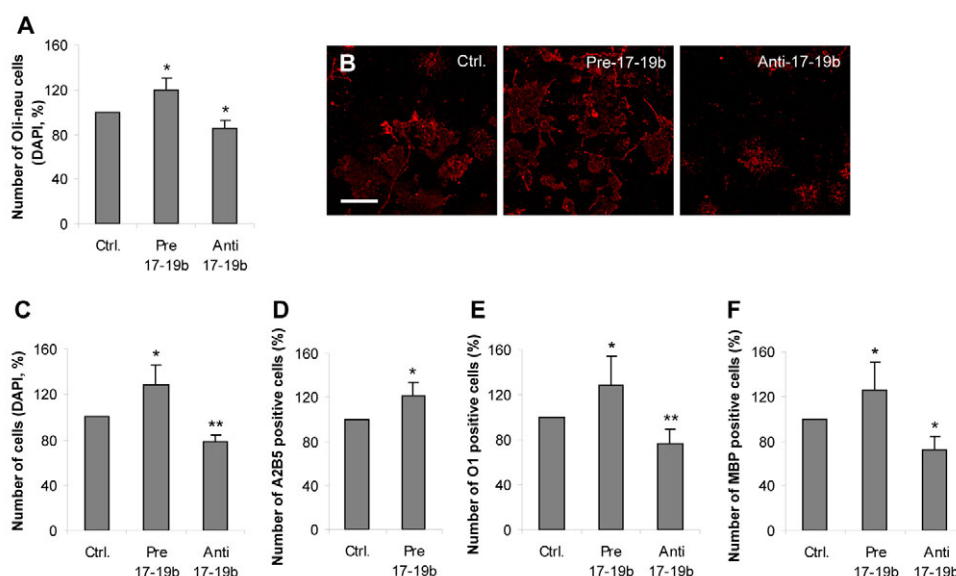 A
Number of Oli-neu cells
(DAPI, %)
160
120
80
40
0
*
*
Ctrl.
Pre
17-19b
Anti
17-19b
B
Ctrl.
Pre-17-19b
Anti-17-19b
C
Number of cells (DAPI, %)
160
120
80
40
0
*
**
Ctrl.
Pre
17-19b
Anti
17-19b
D
Number of A2B5 positive cells (%)
160
120
80
40
0
*
Ctrl.
Pre
17-19b
E
Number of O1 positive cells (%)
160
120
80
40
0
*
**
Ctrl.
Pre
17-19b
Anti
17-19b
F
Number of MBP positive cells (%)
160
120
80
40
0
*
*
Ctrl.
Pre
17-19b
Anti
17-19b